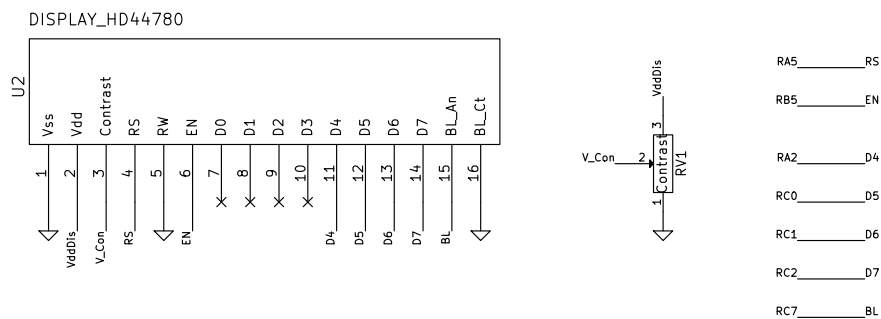 DISPLAY_HD44780
U2
Vss
Vdd
Contrast
RS
RW
EN
D0
D1
D2
D3
D4
D5
D6
D7
BL_An
BL_Ct
1
2
3
4
5
6
7
8
9
10
11
12
13
14
15
16
VddDis
V_Con
RS
EN
D4
D5
D6
D7
BL
VddDis
3
V_Con 2
Contrast
RV1
1
RA5 RS
RB5 EN
RA2 D4
RC0 D5
RC1 D6
RC2 D7
RC7 BL